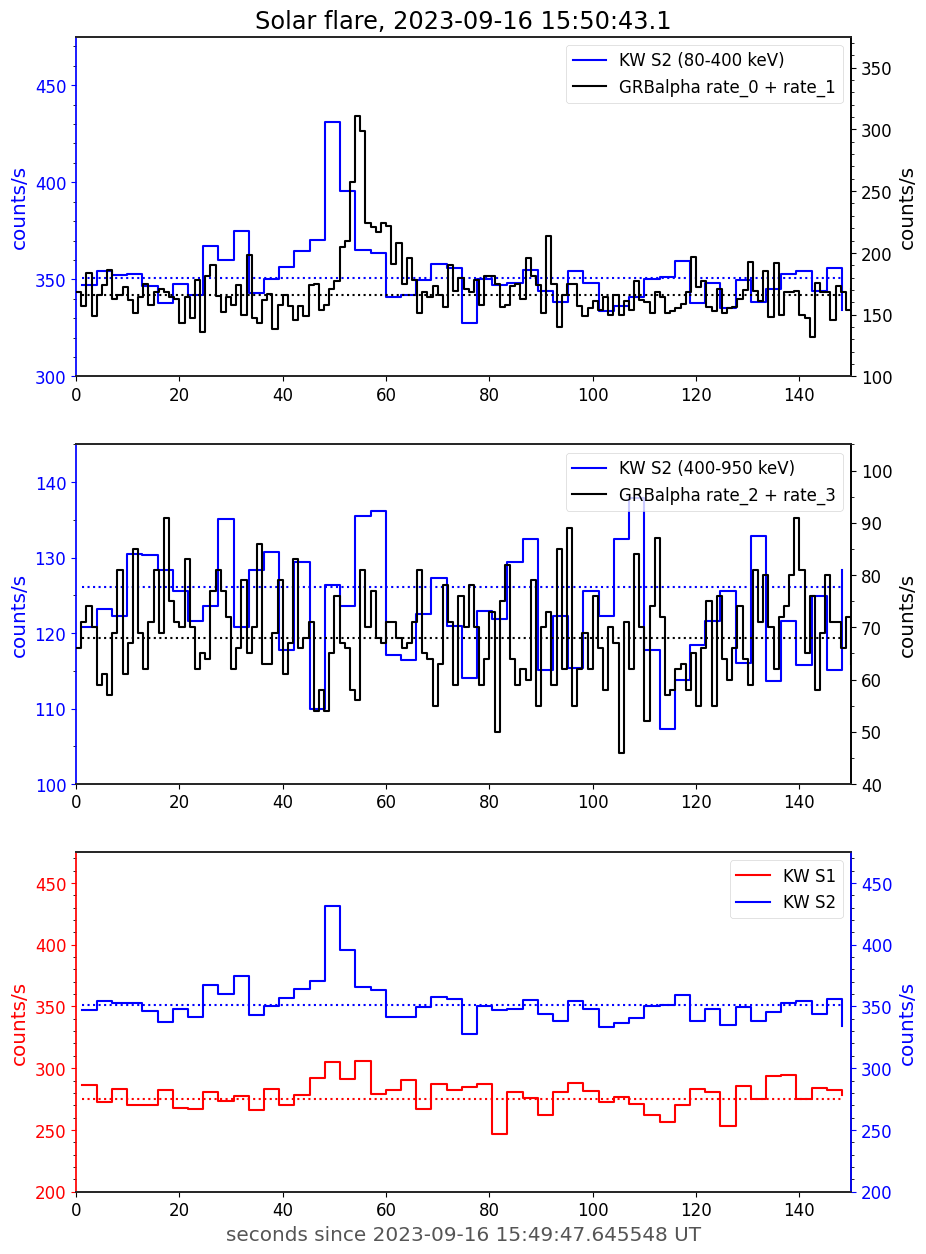 Solar flare, 2023-09-16 15:50:43.1
KW S2 (80-400 keV)
GRBalpha rate_0 + rate_1
counts/s
450
400
350
300
350
300
250
200
150
100
counts/s
0 20 40 60 80 100 120 140
KW S2 (400-950 keV)
GRBalpha rate_2 + rate_3
counts/s
140
130
120
110
100
100
90
80
70
60
50
40
counts/s
0 20 40 60 80 100 120 140
KW S1
KW S2
counts/s
450
400
350
300
250
200
450
400
350
300
250
200
counts/s
0 20 40 60 80 100 120 140
seconds since 2023-09-16 15:49:47.645548 UT